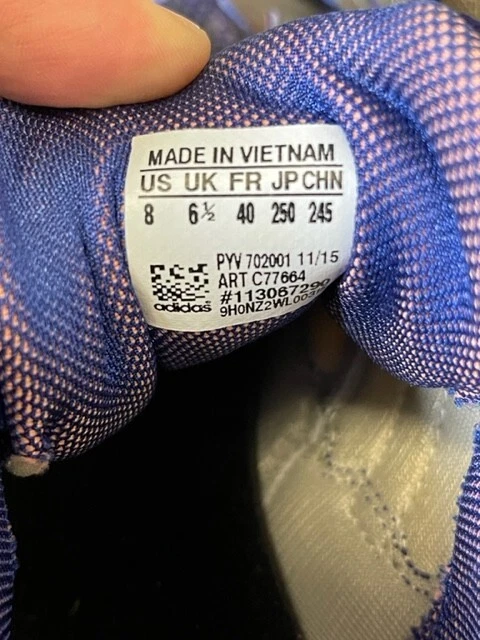 MADE IN VIETNAM
US UK FR JP CHN
8 6½ 40 250 245
PYV 702001 11/15
ART C77664
#113067290
adidas